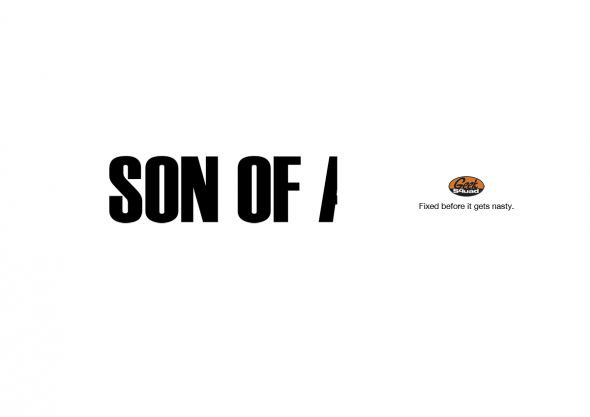 SON OF A
Geek
Squad
Fixed before it gets nasty.